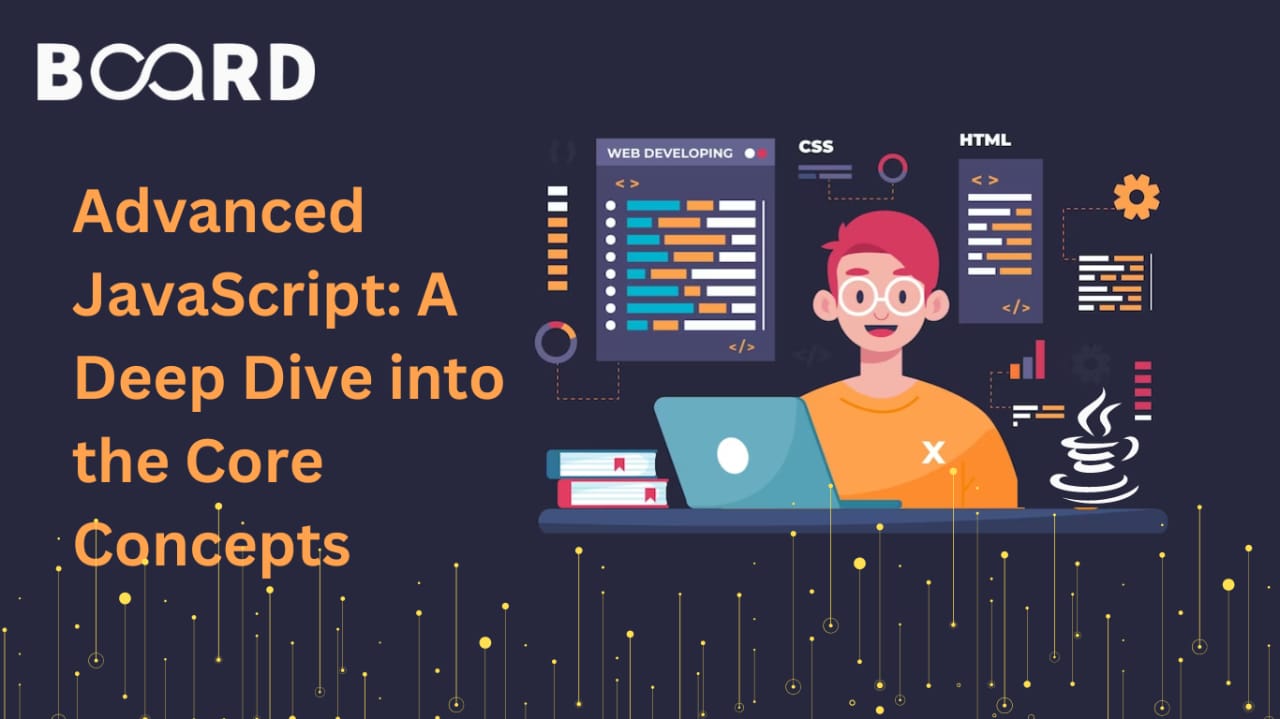 BOARD
Advanced
JavaScript: A
Deep Dive into
the Core
Concepts
WEB DEVELOPING
< >
</>
CSS
HTML
< >
</>
{ }
</>
X